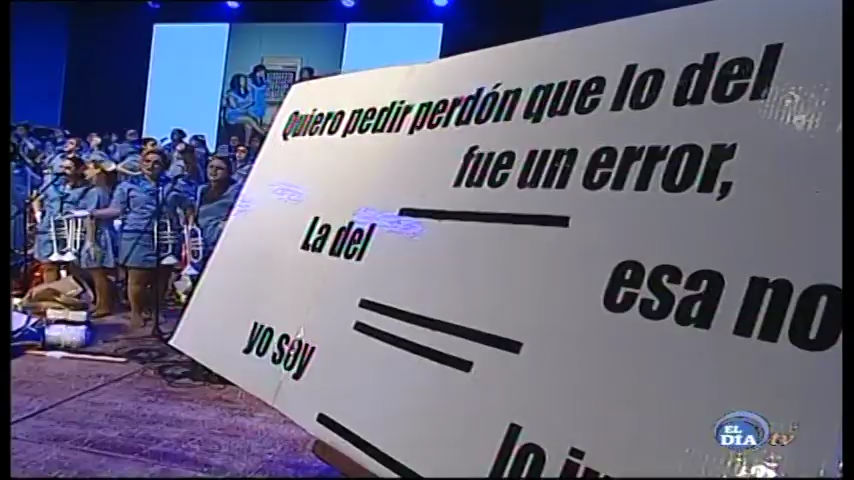 Quiero pedir perdón que lo del
fue un error,
La del
esa no
yo soy
EL DIA tv